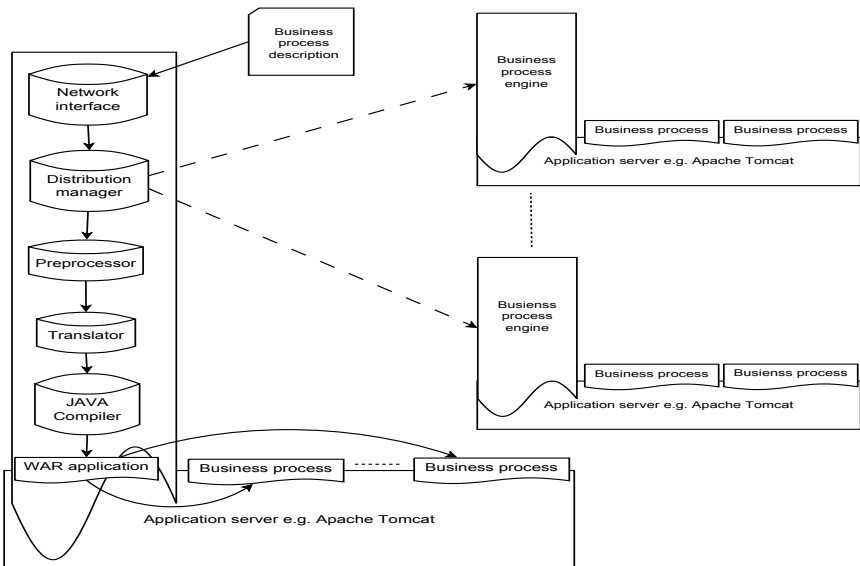 Business
process
description
Network
interface
Distribution
manager
Preprocessor
Translator
JAVA
Compiler
WAR application
Business process
Business process
Application server e.g. Apache Tomcat
Business
process
engine
Business process
Business process
Application server e.g. Apache Tomcat
Busienss
process
engine
Business process
Busienss process
Application server e.g. Apache Tomcat